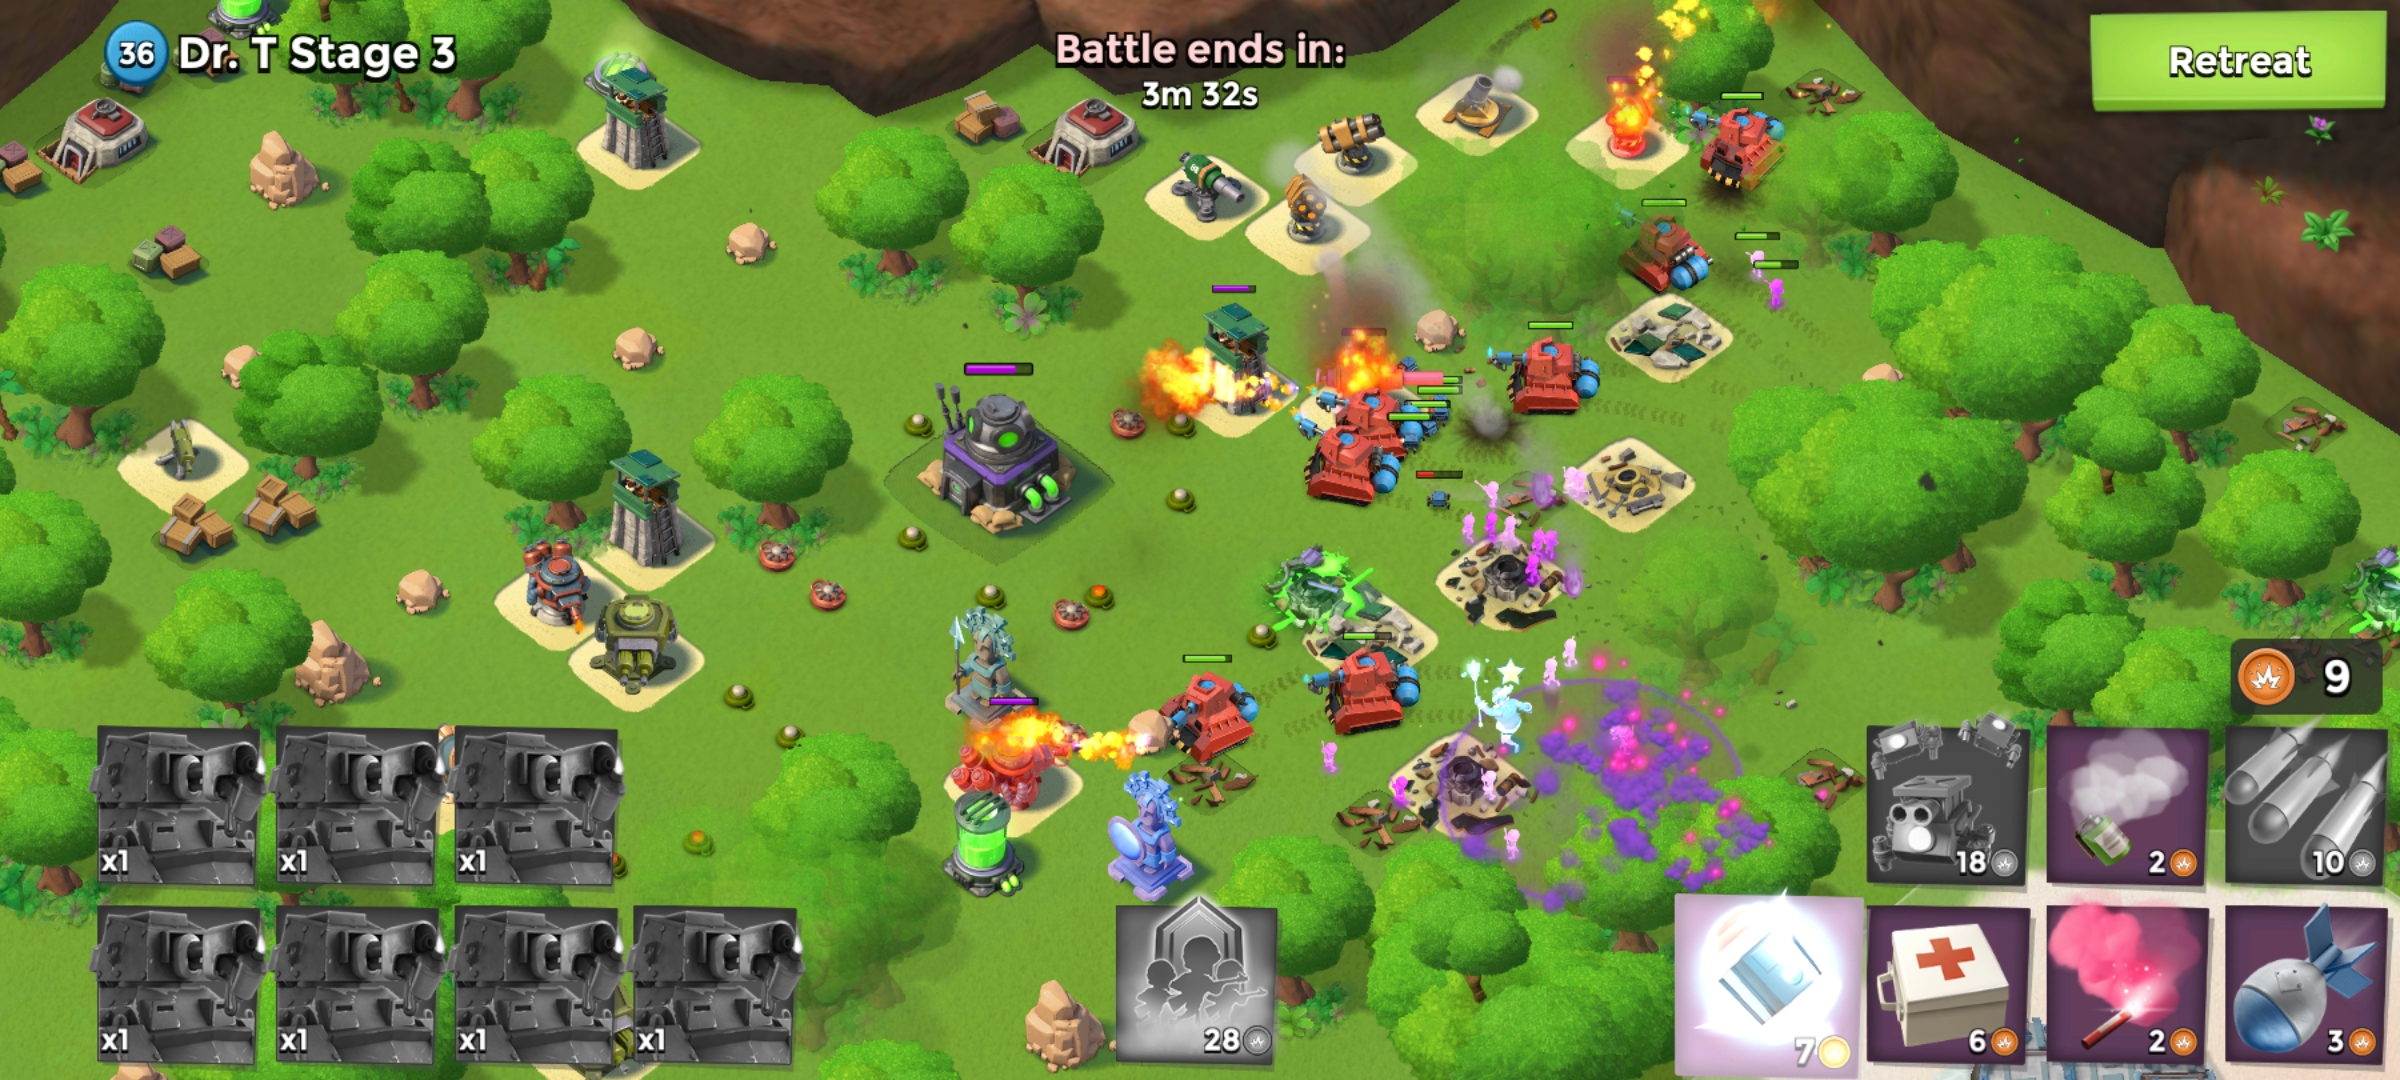 36 Dr. T Stage 3
Battle ends in:
3m 32s
Retreat
9
x1 x1 x1
18 2 10
x1 x1 x1 x1
28
7 6 2 3